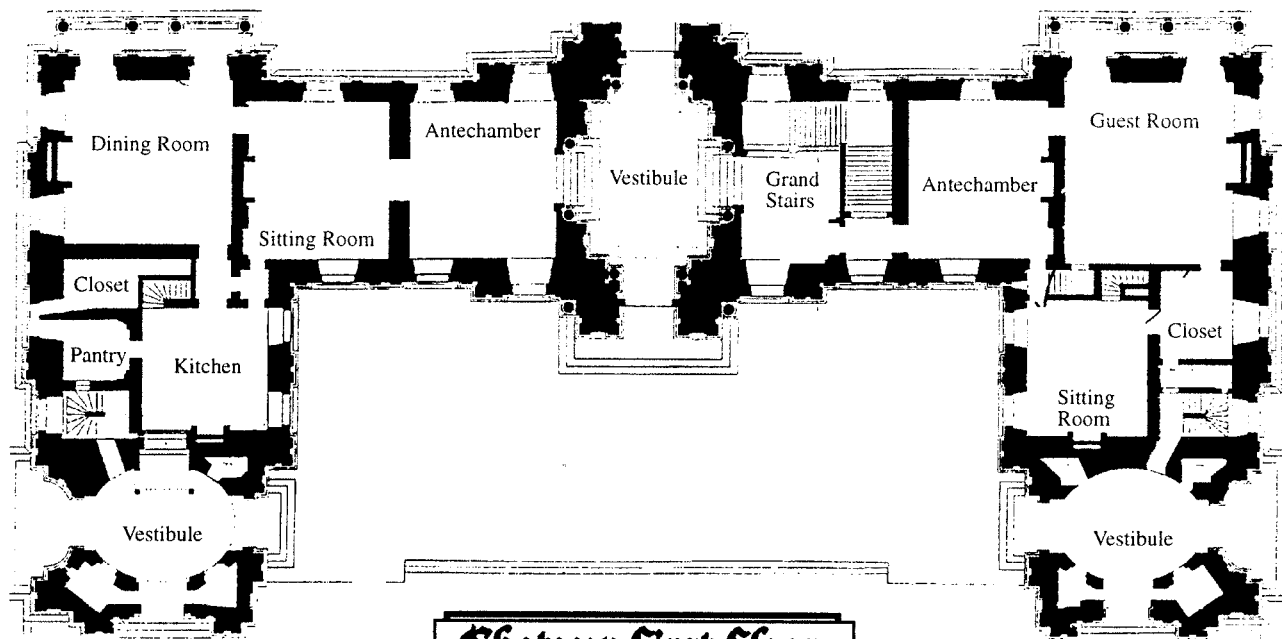 Dining Room
Antechamber
Vestibule
Grand
Stairs
Antechamber
Guest Room
Sitting Room
Closet
Pantry
Kitchen
Closet
Sitting
Room
Vestibule
Vestibule